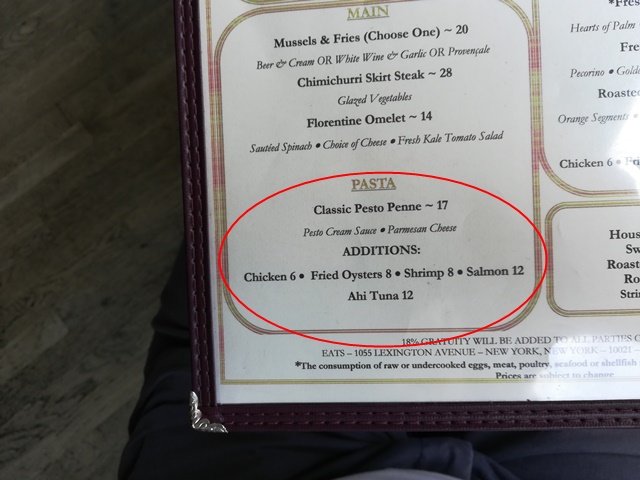 MAIN
Mussels & Fries (Choose One) ~ 20
Beer & Cream OR White Wine & Garlic OR Provençale
Chimichurri Skirt Steak ~ 28
Glazed Vegetables
Florentine Omelet ~ 14
Sautéed Spinach • Choice of Cheese • Fresh Kale Tomato Salad
PASTA
Classic Pesto Penne ~ 17
Pesto Cream Sauce • Parmesan Cheese
ADDITIONS:
Chicken 6 • Fried Oysters 8 • Shrimp 8 • Salmon 12
Ahi Tuna 12
Hearts of Palm
Pecorino •
Orange Segments •
Chicken 6 •
18% GRATUITY WILL BE ADDED TO ALL PARTIES
EATS – 1055 LEXINGTON AVENUE – NEW YORK, NEW YORK – 10021 –
*The consumption of raw or undercooked eggs, meat, poultry, seafood or shellfish
Prices are subject to change